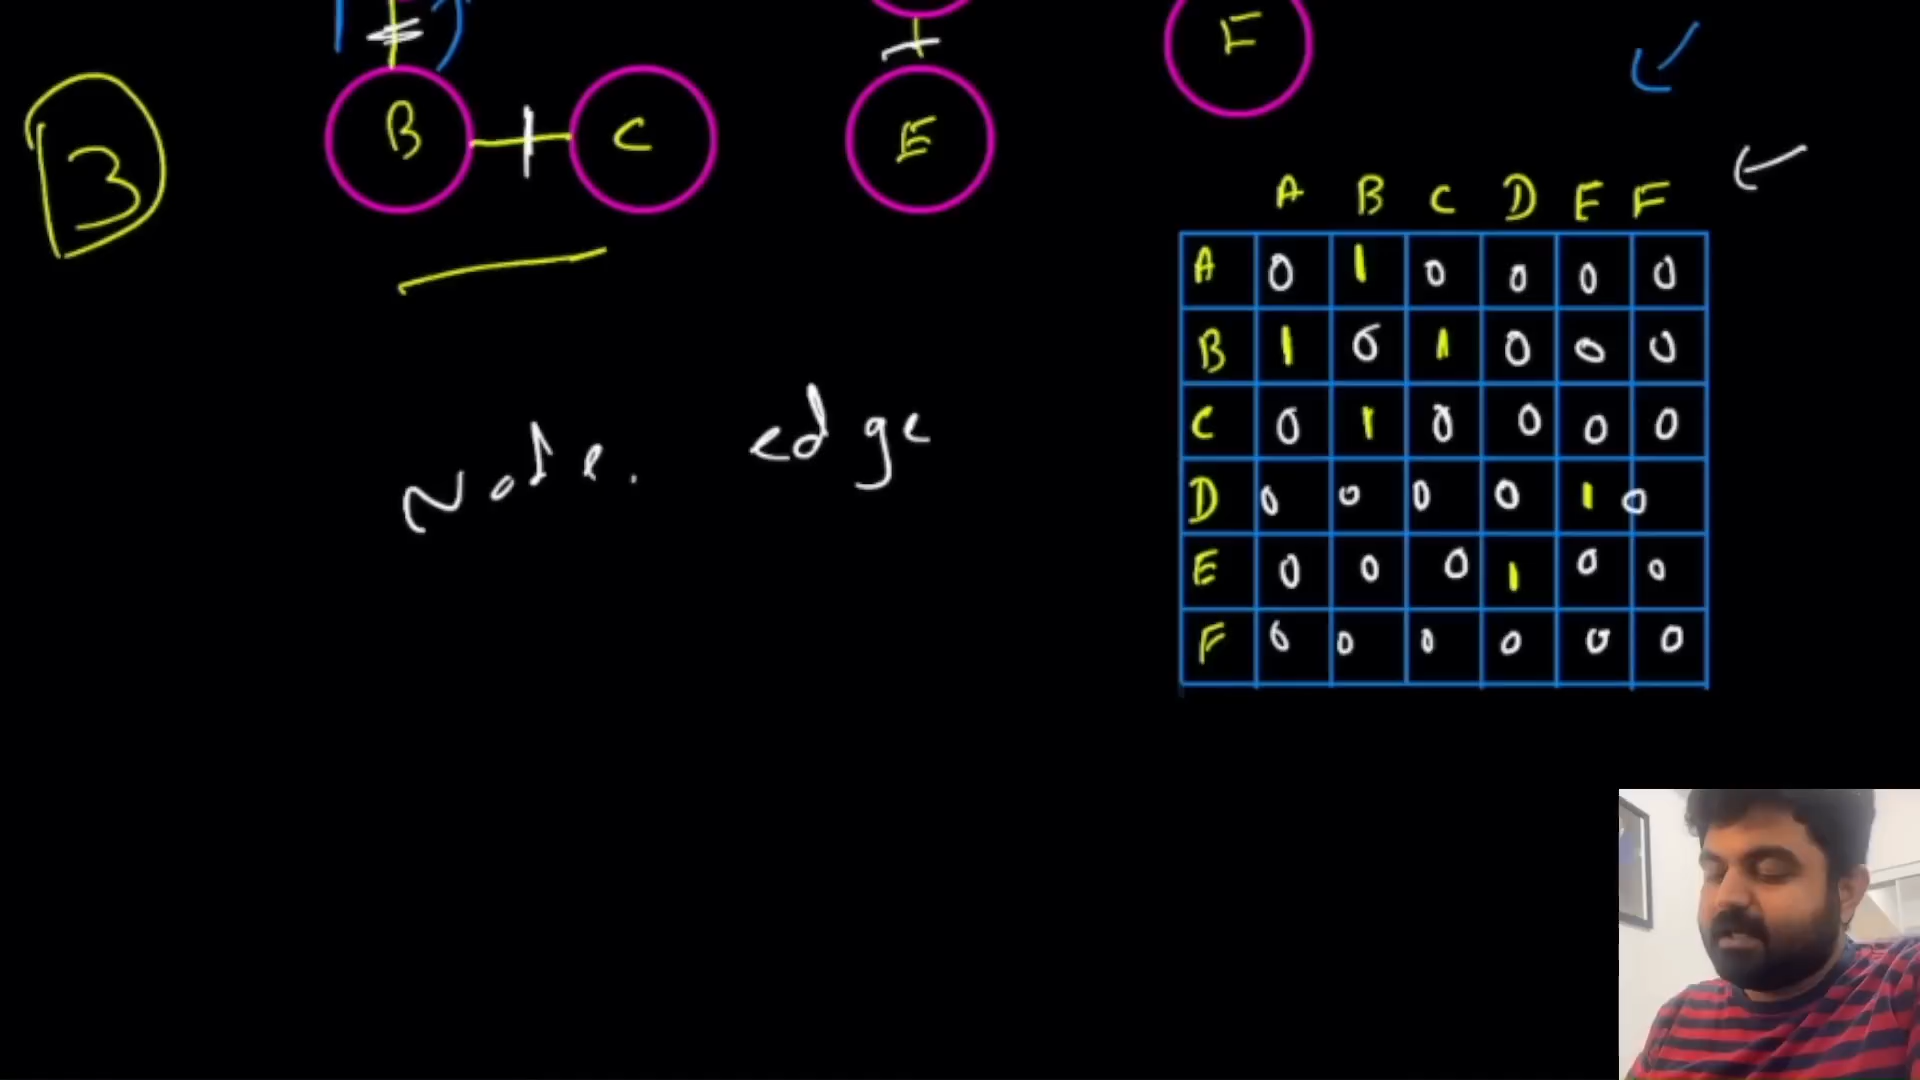 F
B C E
3
A B C D E F
A 0 1 0 0 0 0
B 1 0 1 0 0 0
C 0 1 0 0 0 0
D 0 0 0 0 1 0
E 0 0 0 1 0 0
F 0 0 0 0 0 0
Node. edge